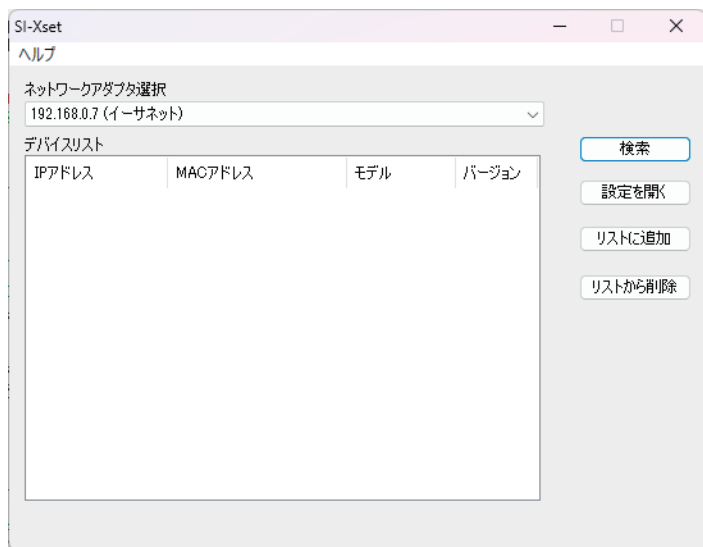 SI-Xset
ヘルプ
ネットワークアダプタ選択
192.168.0.7 (イーサネット)
デバイスリスト
IPアドレス MACアドレス モデル バージョン
検索
設定を開く
リストに追加
リストから削除